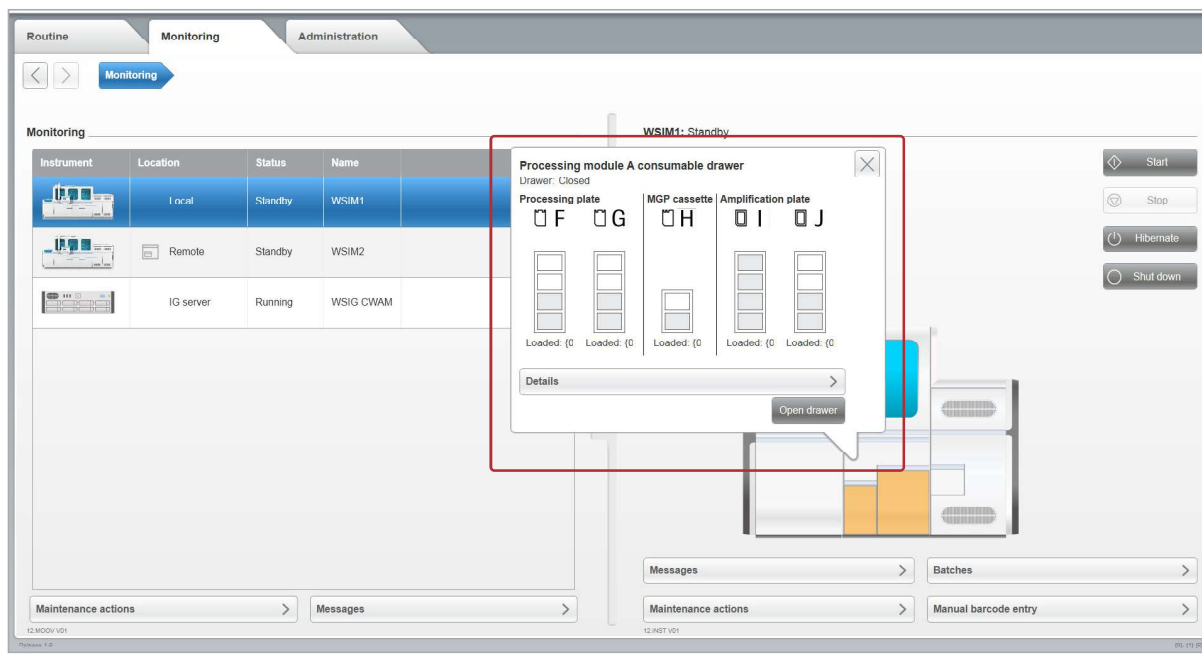 Routine
Monitoring
Administration
Monitoring
Monitoring
Instrument Location Status Name
Local Standby WSIM1
Remote Standby WSIM2
IG server Running WSIG CWAM
Maintenance actions
Messages
12.MOOV V01
WSIM1: Standby
Processing module A consumable drawer
Drawer: Closed
Processing plate MGP cassette Amplification plate
F G H I J
Loaded: {0 Loaded: {0 Loaded: {0 Loaded: {0 Loaded: {0
Details
Open drawer
Start
Stop
Hibernate
Shut down
Messages
Batches
Maintenance actions
Manual barcode entry
12.INST V01
Release 1.0